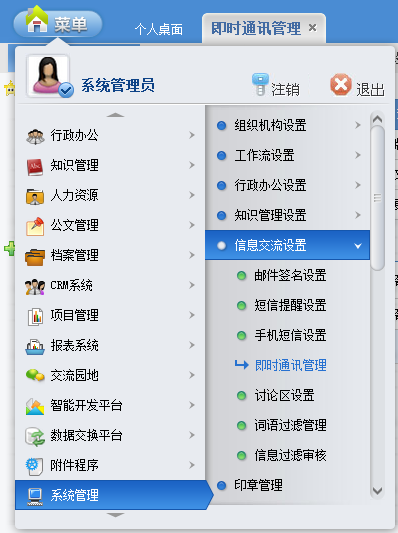 菜单
个人桌面
即时通讯管理
系统管理员
注销
退出
行政办公
知识管理
人力资源
公文管理
档案管理
CRM系统
项目管理
报表系统
交流园地
智能开发平台
数据交换平台
附件程序
系统管理
组织机构设置
工作流设置
行政办公设置
知识管理设置
信息交流设置
邮件签名设置
短信提醒设置
手机短信设置
即时通讯管理
讨论区设置
词语过滤管理
信息过滤审核
印章管理